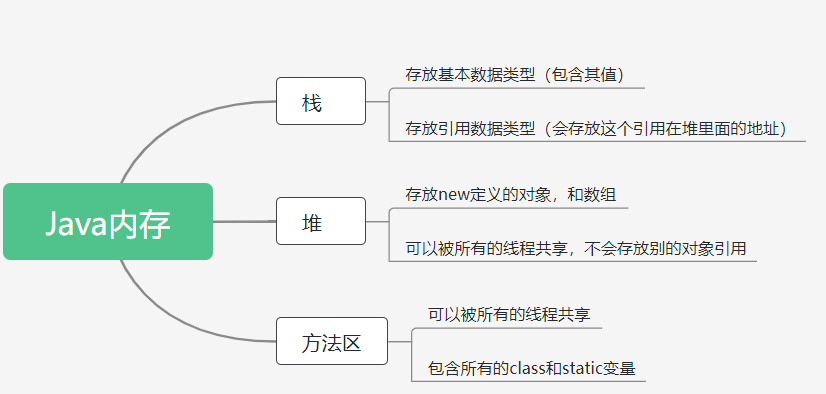 Java内存
栈
存放基本数据类型（包含其值）
存放引用数据类型（会存放这个引用在堆里面的地址）
堆
存放new定义的对象，和数组
可以被所有的线程共享，不会存放别的对象引用
方法区
可以被所有的线程共享
包含所有的class和static变量